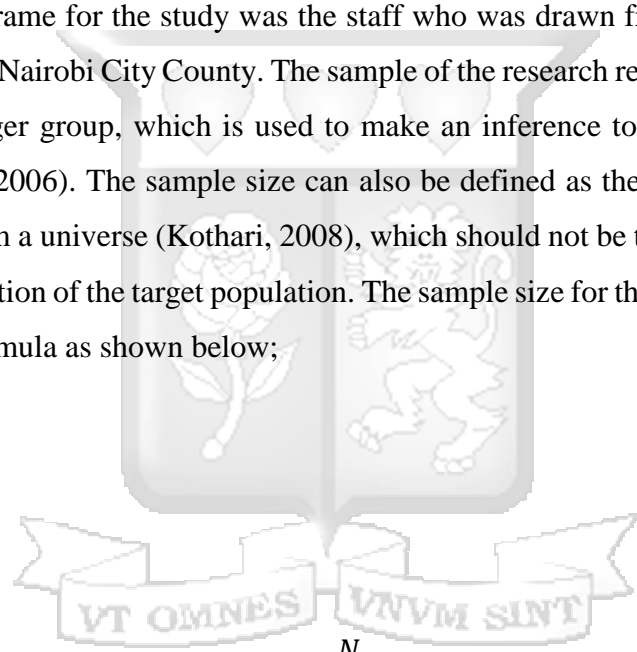 rame for the study was the staff who was drawn f
Nairobi City County. The sample of the research re
ger group, which is used to make an inference to
2006). The sample size can also be defined as the
n a universe (Kothari, 2008), which should not be t
tion of the target population. The sample size for th
mula as shown below;
VT OMNES VNVM SINT
N